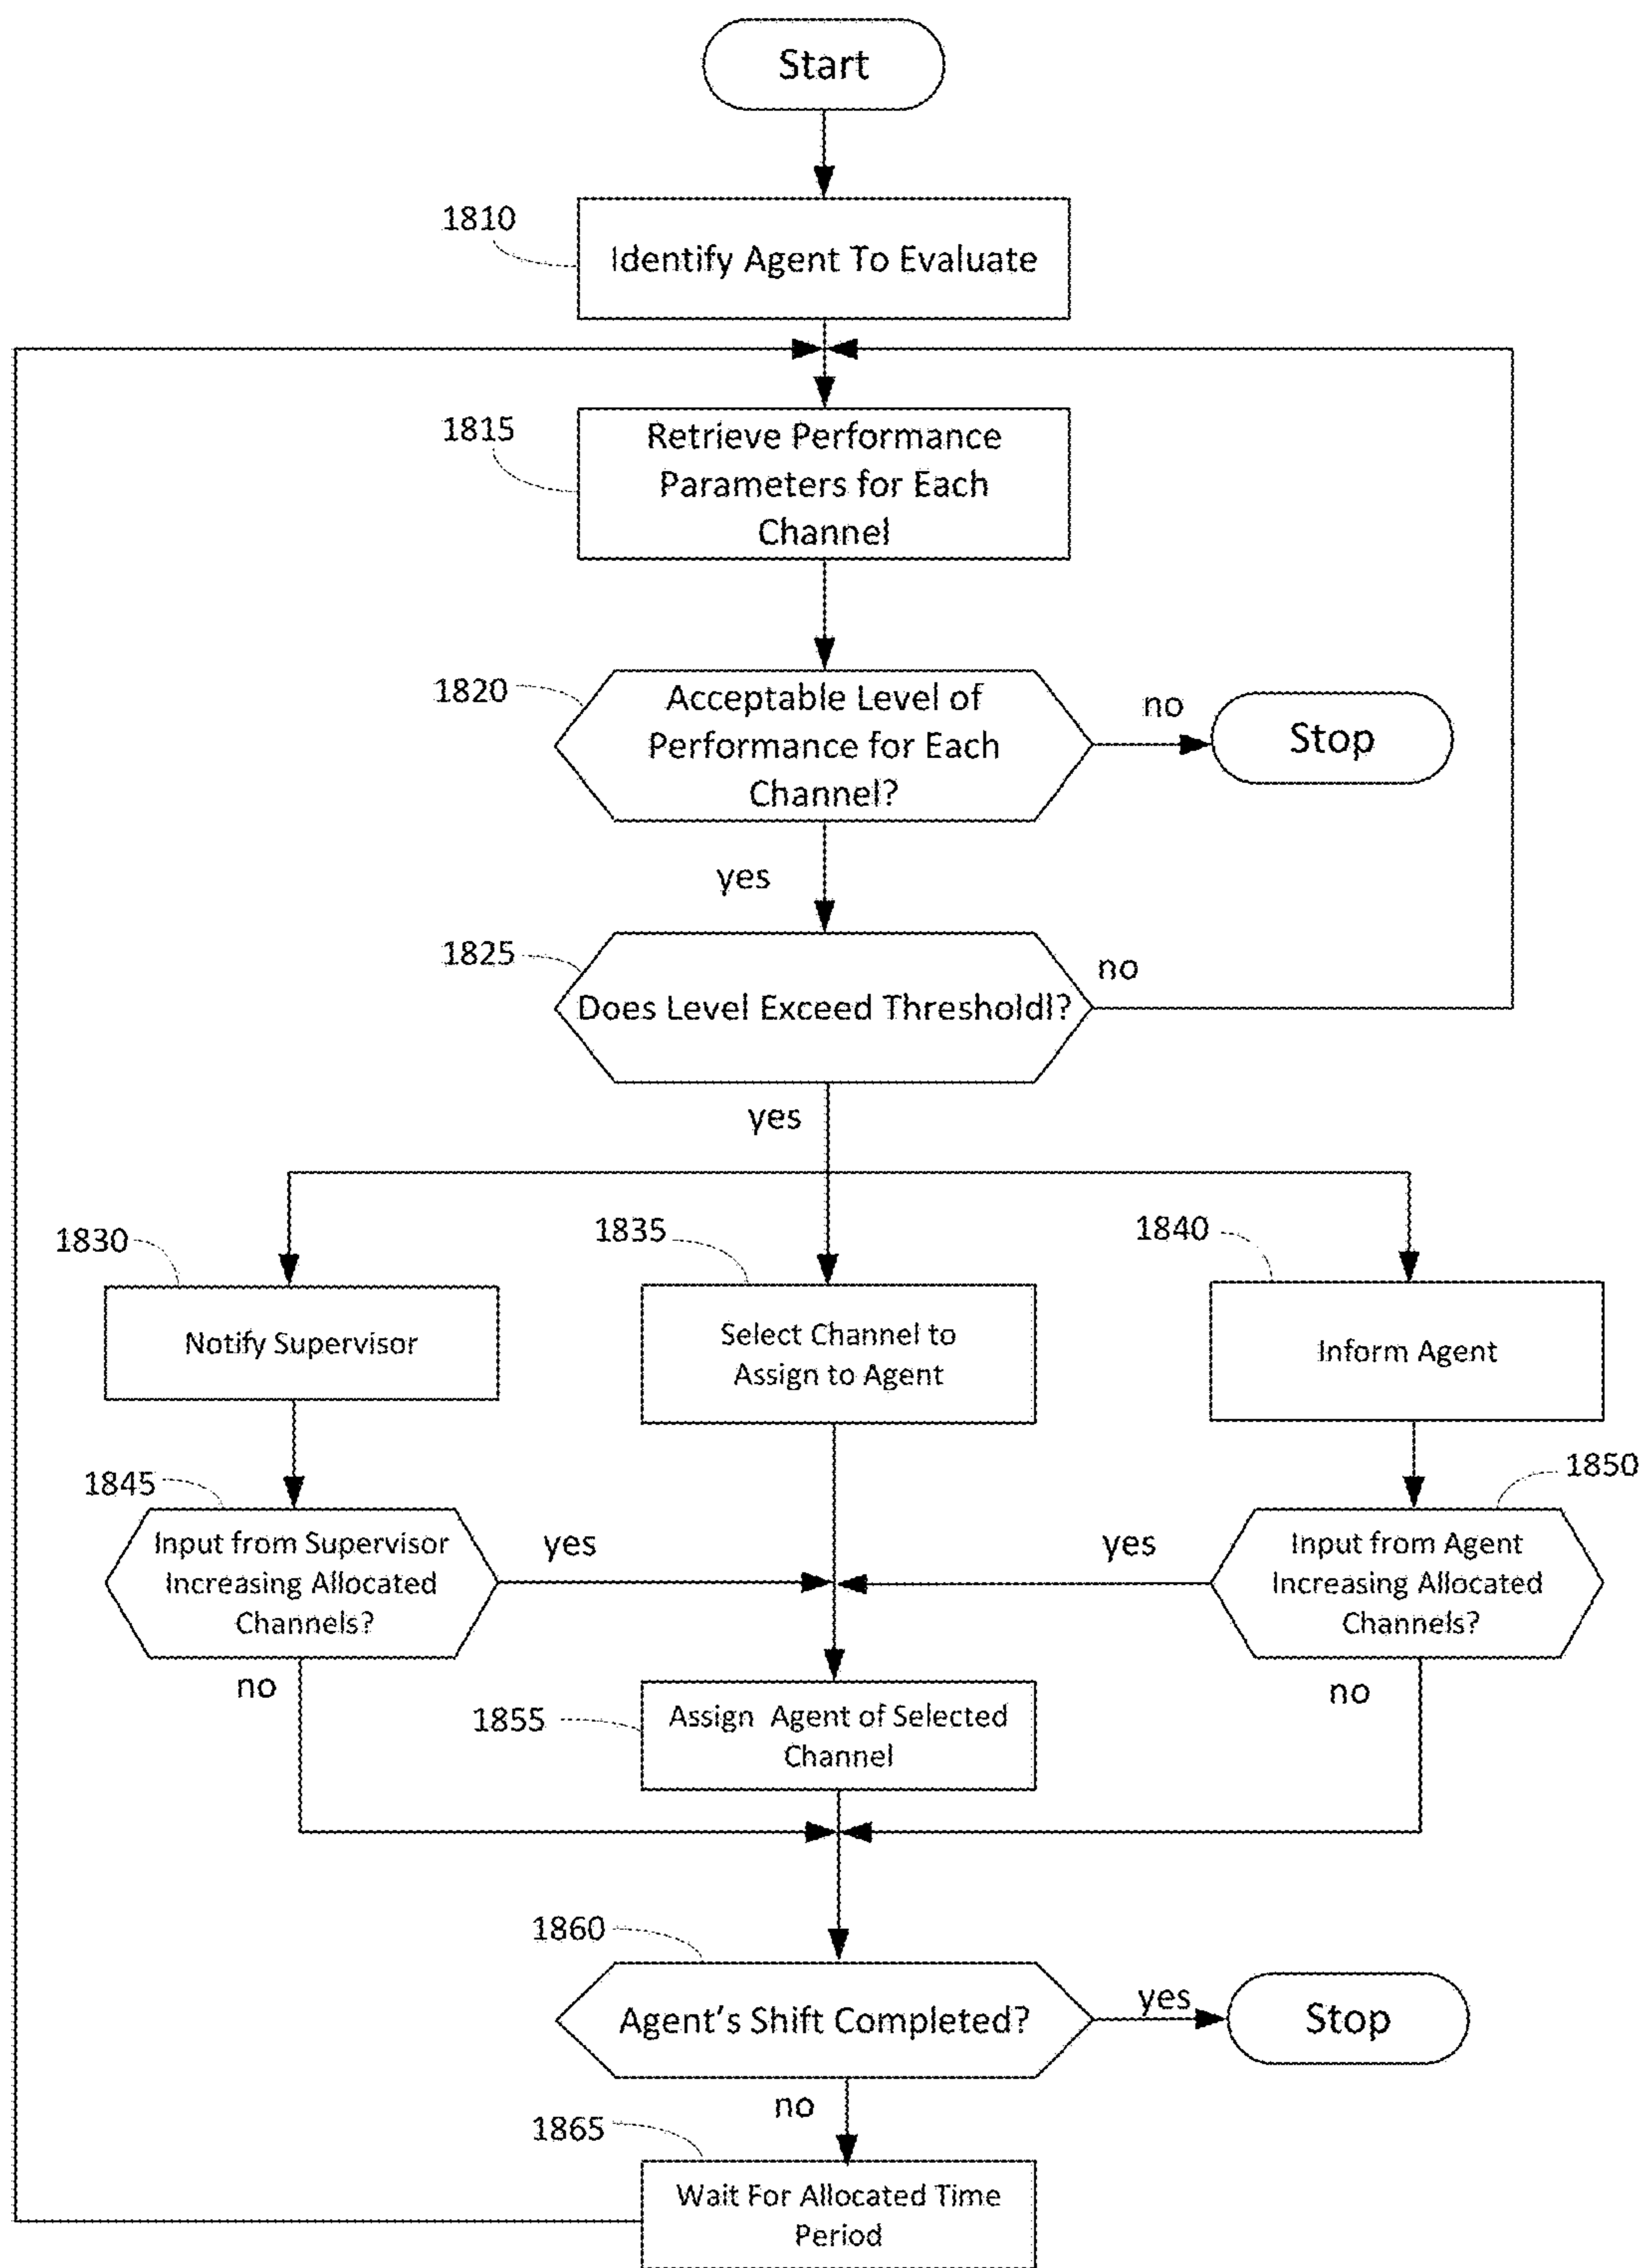 Start
1810
Identify Agent To Evaluate
1815
Retrieve Performance
Parameters for Each
Channel
1820
Acceptable Level of
Performance for Each
Channel?
no
Stop
yes
1825
Does Level Exceed Thresholdl?
no
yes
1830
Notify Supervisor
1835
Select Channel to
Assign to Agent
1840
Inform Agent
1845
Input from Supervisor
Increasing Allocated
Channels?
yes
no
1850
Input from Agent
Increasing Allocated
Channels?
yes
no
1855
Assign Agent of Selected
Channel
1860
Agent's Shift Completed?
yes
Stop
no
1865
Wait For Allocated Time
Period